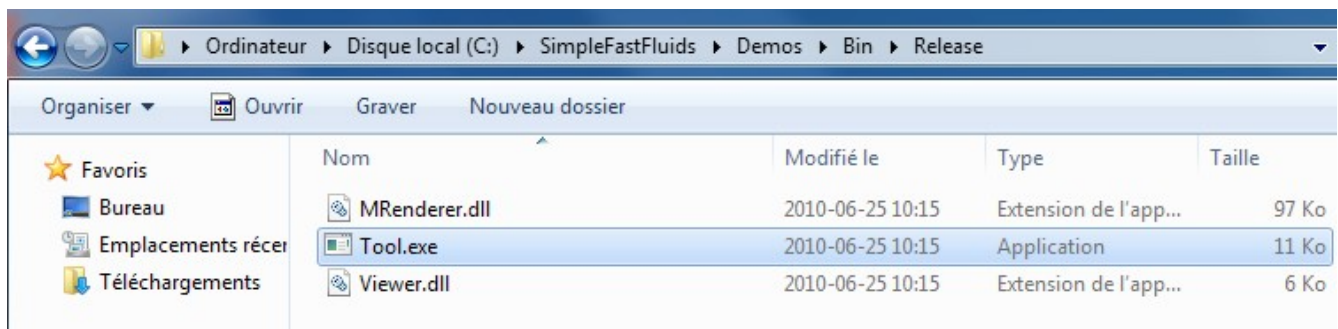 Ordinateur Disque local (C:) SimpleFastFluids Demos Bin Release
Organiser Ouvrir Graver Nouveau dossier
Favoris
Bureau
Emplacements récer
Téléchargements
Nom Modifié le Type Taille
MRenderer.dll 2010-06-25 10:15 Extension de l'app... 97 Ko
Tool.exe 2010-06-25 10:15 Application 11 Ko
Viewer.dll 2010-06-25 10:15 Extension de l'app... 6 Ko